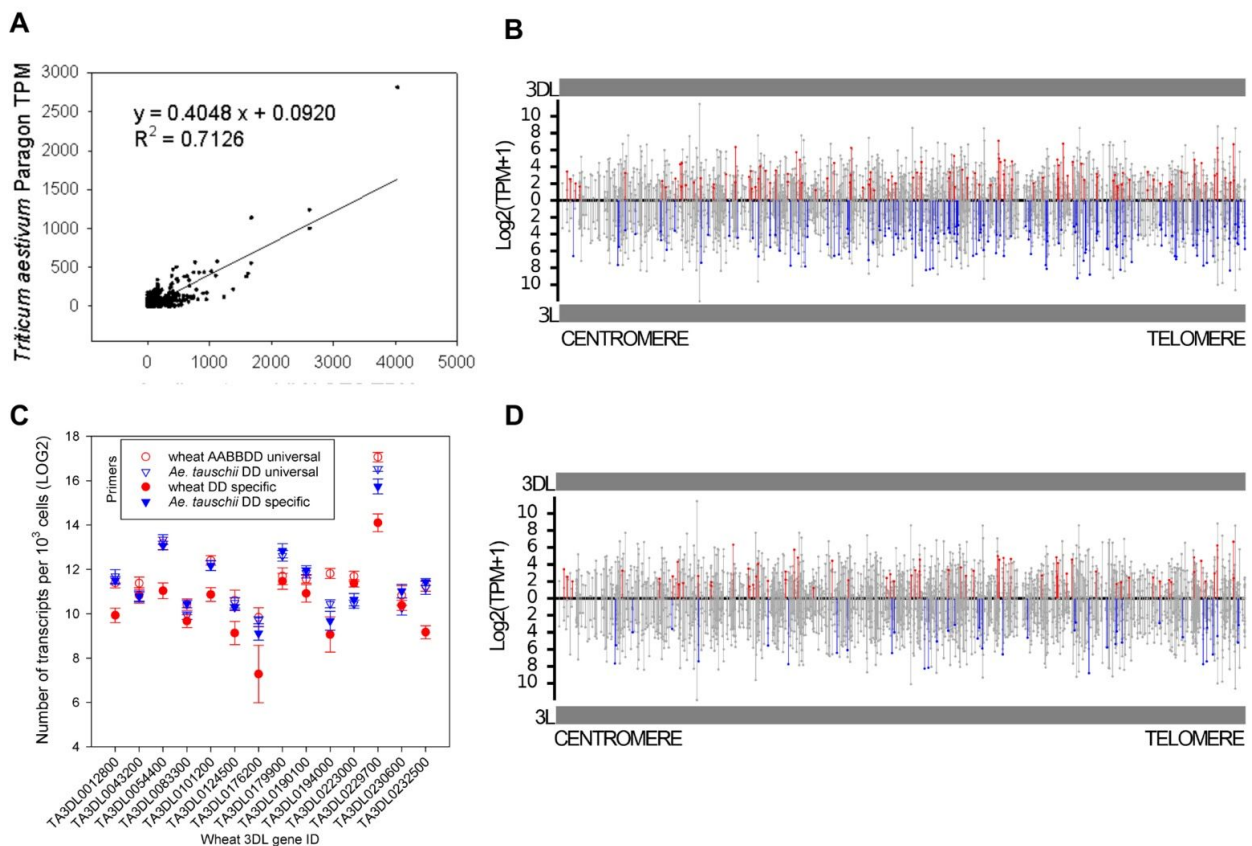 A
Triticum aestivum Paragon TPM
3000
2500
2000
1500
1000
500
0
y = 0.4048 x + 0.0920
R² = 0.7126
0 1000 2000 3000 4000 5000
B
3DL
Log2(TPM+1)
10
8
6
4
2
0
2
4
6
8
10
3L
CENTROMERE TELOMERE
C
Number of transcripts per 10³ cells (LOG2)
18
16
14
12
10
8
6
4
Primers
wheat AABBDD universal
Ae. tauschii DD universal
wheat DD specific
Ae. tauschii DD specific
TA3DL0012800
TA3DL0043200
TA3DL0054400
TA3DL0083300
TA3DL0101200
TA3DL0124500
TA3DL0176200
TA3DL0179900
TA3DL0190100
TA3DL0194000
TA3DL0223000
TA3DL0229700
TA3DL0230600
TA3DL0232500
Wheat 3DL gene ID
D
3DL
Log2(TPM+1)
10
8
6
4
2
0
2
4
6
8
10
3L
CENTROMERE TELOMERE